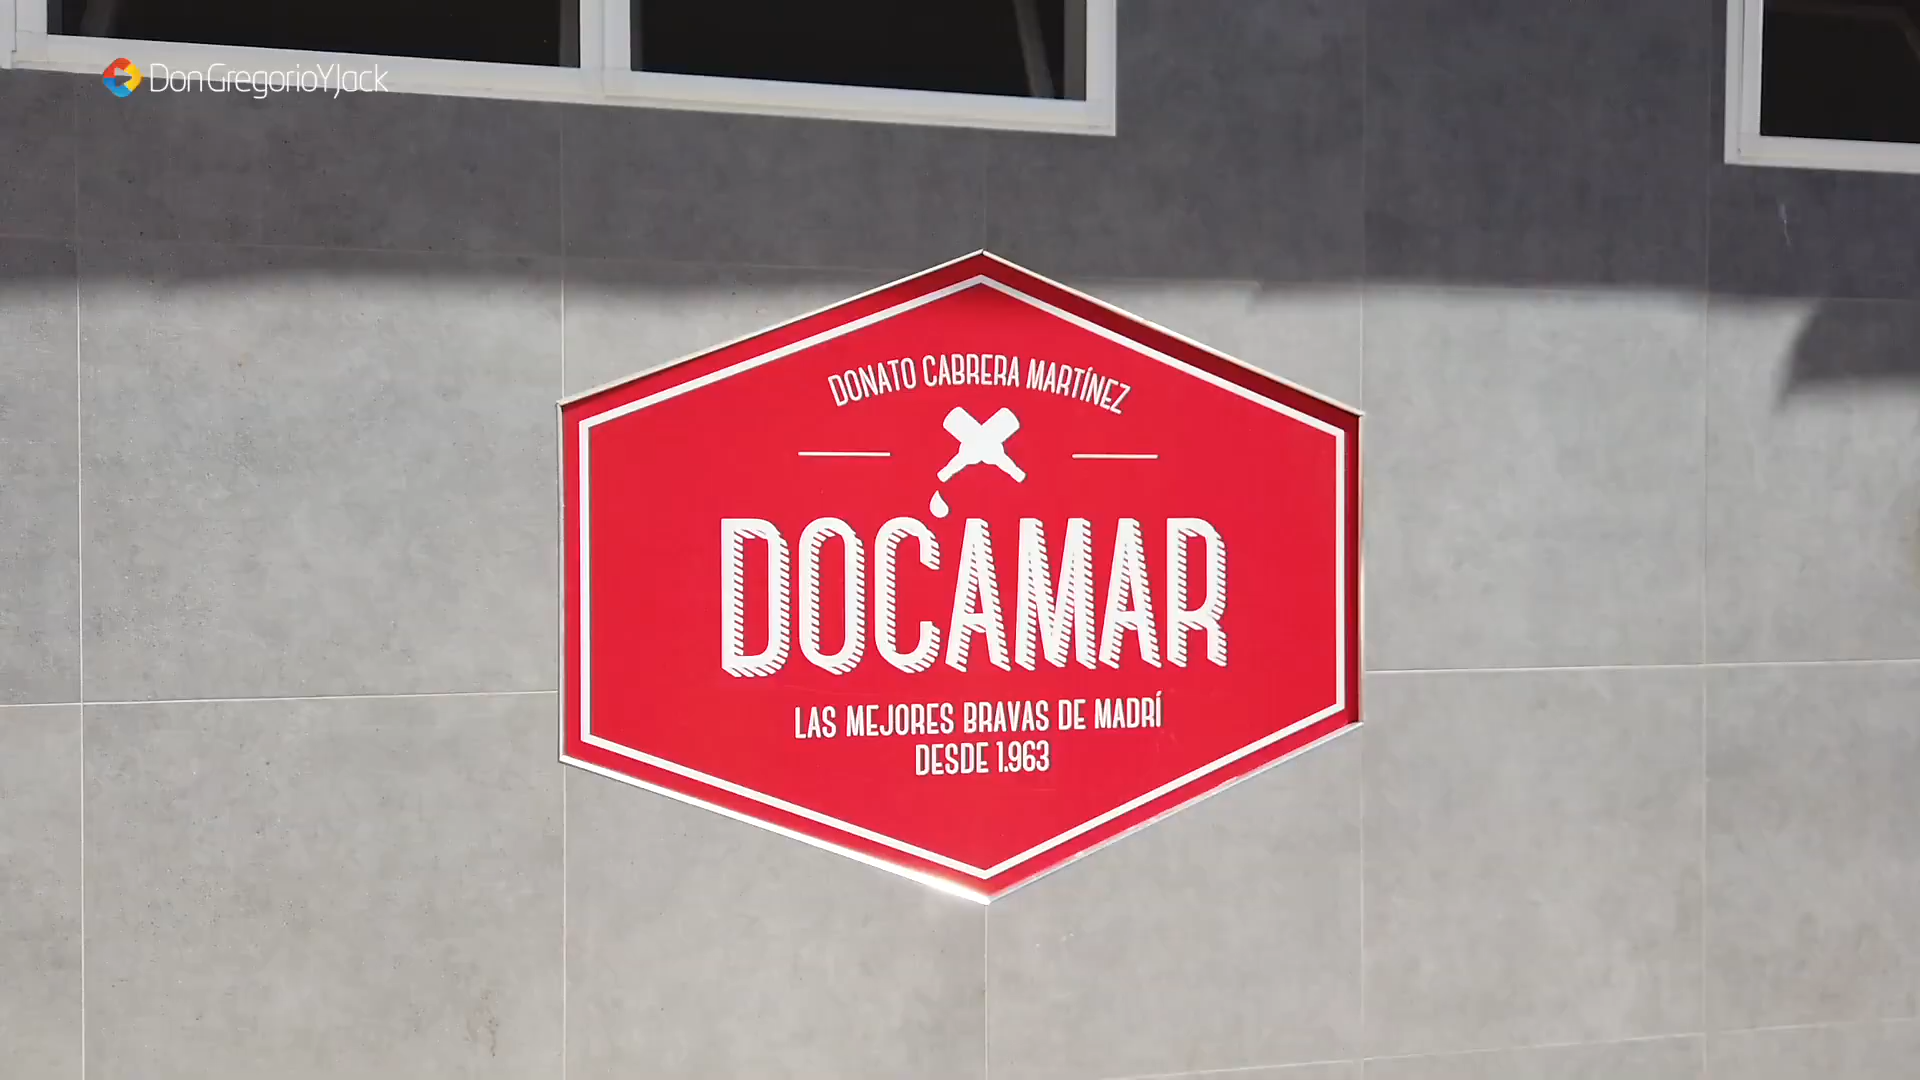 DonGregorioYJack
DONATO CABRERA MARTÍNEZ
DOCAMAR
LAS MEJORES BRAVAS DE MADRÍ
DESDE 1.963